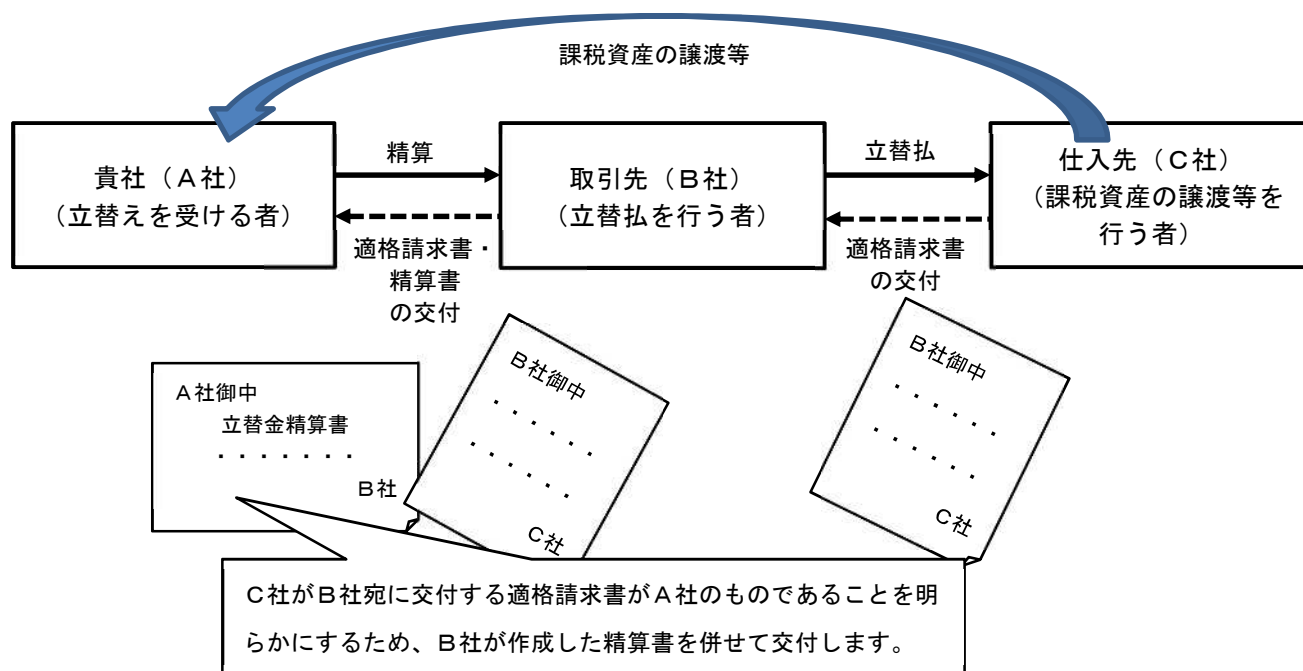 課税資産の譲渡等
貴社（Ａ社）
（立替えを受ける者）
精算
適格請求書・
精算書
の交付
取引先（Ｂ社）
（立替払を行う者）
立替払
適格請求書
の交付
仕入先（Ｃ社）
（課税資産の譲渡等を
行う者）
Ａ社御中
立替金精算書
・・・・・・・
Ｂ社
Ｂ社御中
・・・・・・
・・・・・・
Ｃ社
Ｂ社御中
・・・・・・
・・・・・・
Ｃ社
Ｃ社がＢ社宛に交付する適格請求書がＡ社のものであることを明
らかにするため、Ｂ社が作成した精算書を併せて交付します。